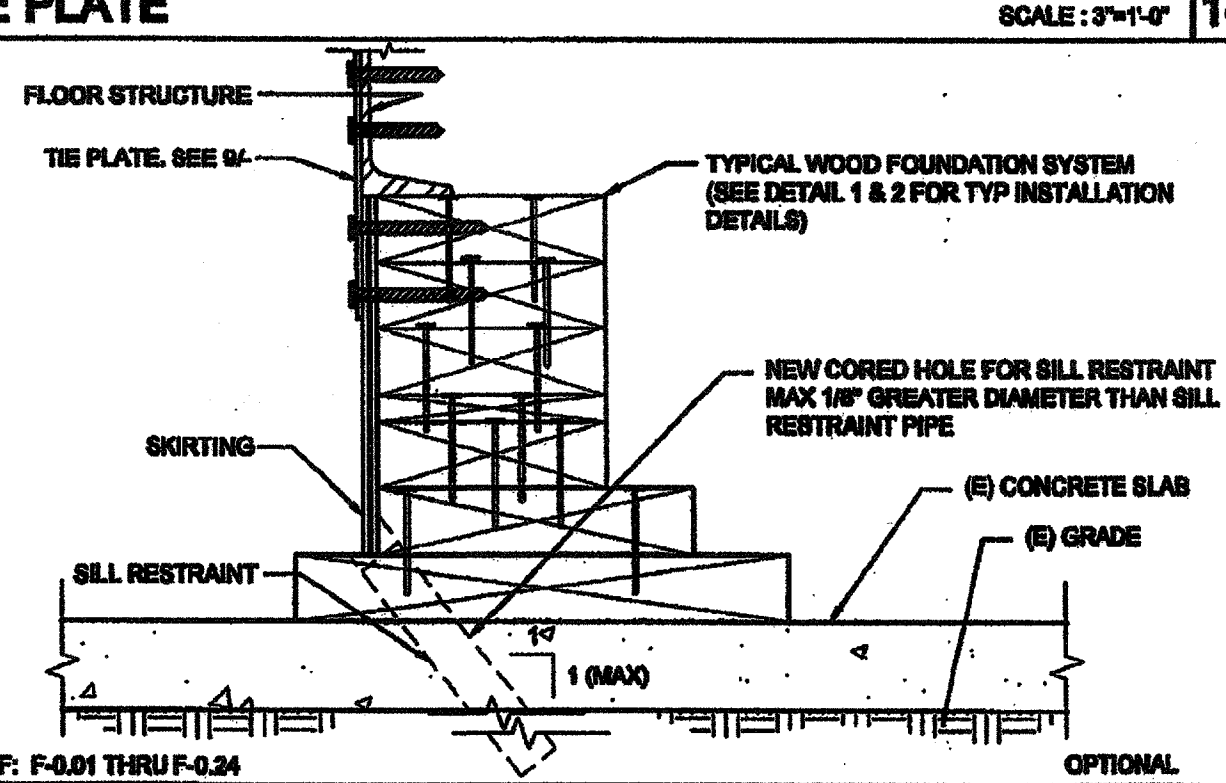 PLATE
SCALE : 3"=1'-0"
FLOOR STRUCTURE
TIE PLATE. SEE 9/-
TYPICAL WOOD FOUNDATION SYSTEM
(SEE DETAIL 1 & 2 FOR TYP INSTALLATION
DETAILS)
NEW CORED HOLE FOR SILL RESTRAINT
MAX 1/8" GREATER DIAMETER THAN SILL
RESTRAINT PIPE
SKIRTING
(E) CONCRETE SLAB
(E) GRADE
SILL RESTRAINT
1
1 (MAX)
F: F-0.01 THRU F-0.24
OPTIONAL